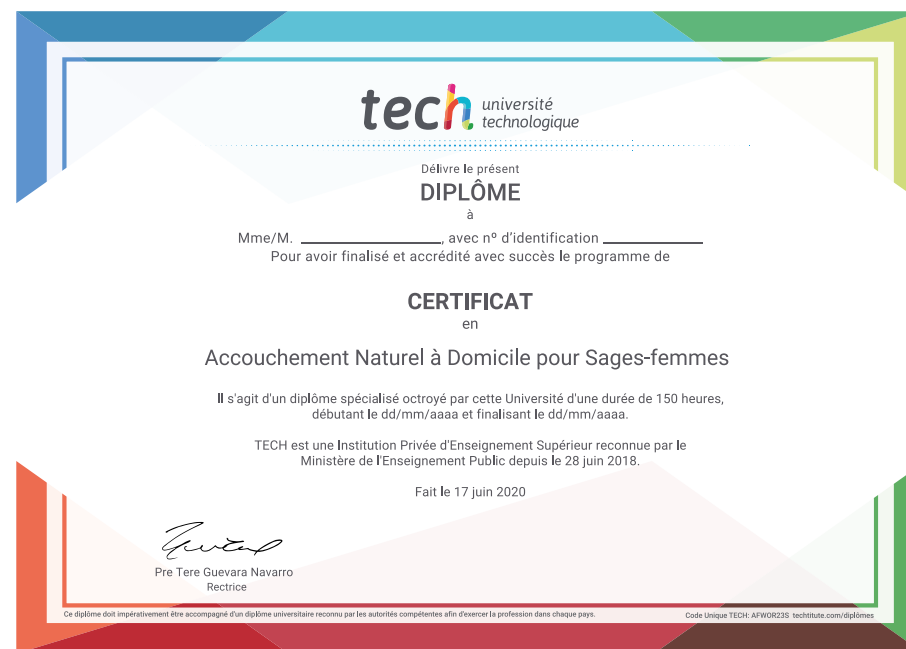 tech université
technologique
Délivre le présent
DIPLÔME
à
Mme/M. ____________________, avec nº d'identification ______________
Pour avoir finalisé et accrédité avec succès le programme de
CERTIFICAT
en
Accouchement Naturel à Domicile pour Sages-femmes
Il s'agit d'un diplôme spécialisé octroyé par cette Université d'une durée de 150 heures,
débutant le dd/mm/aaaa et finalisant le dd/mm/aaaa.
TECH est une Institution Privée d'Enseignement Supérieur reconnue par le
Ministère de l'Enseignement Public depuis le 28 juin 2018.
Fait le 17 juin 2020
Pre Tere Guevara Navarro
Rectrice
Ce diplôme doit impérativement être accompagné d'un diplôme universitaire reconnu par les autorités compétentes afin d'exercer la profession dans chaque pays.
Code Unique TECH: AFWOR23S techtitute.com/diplômes